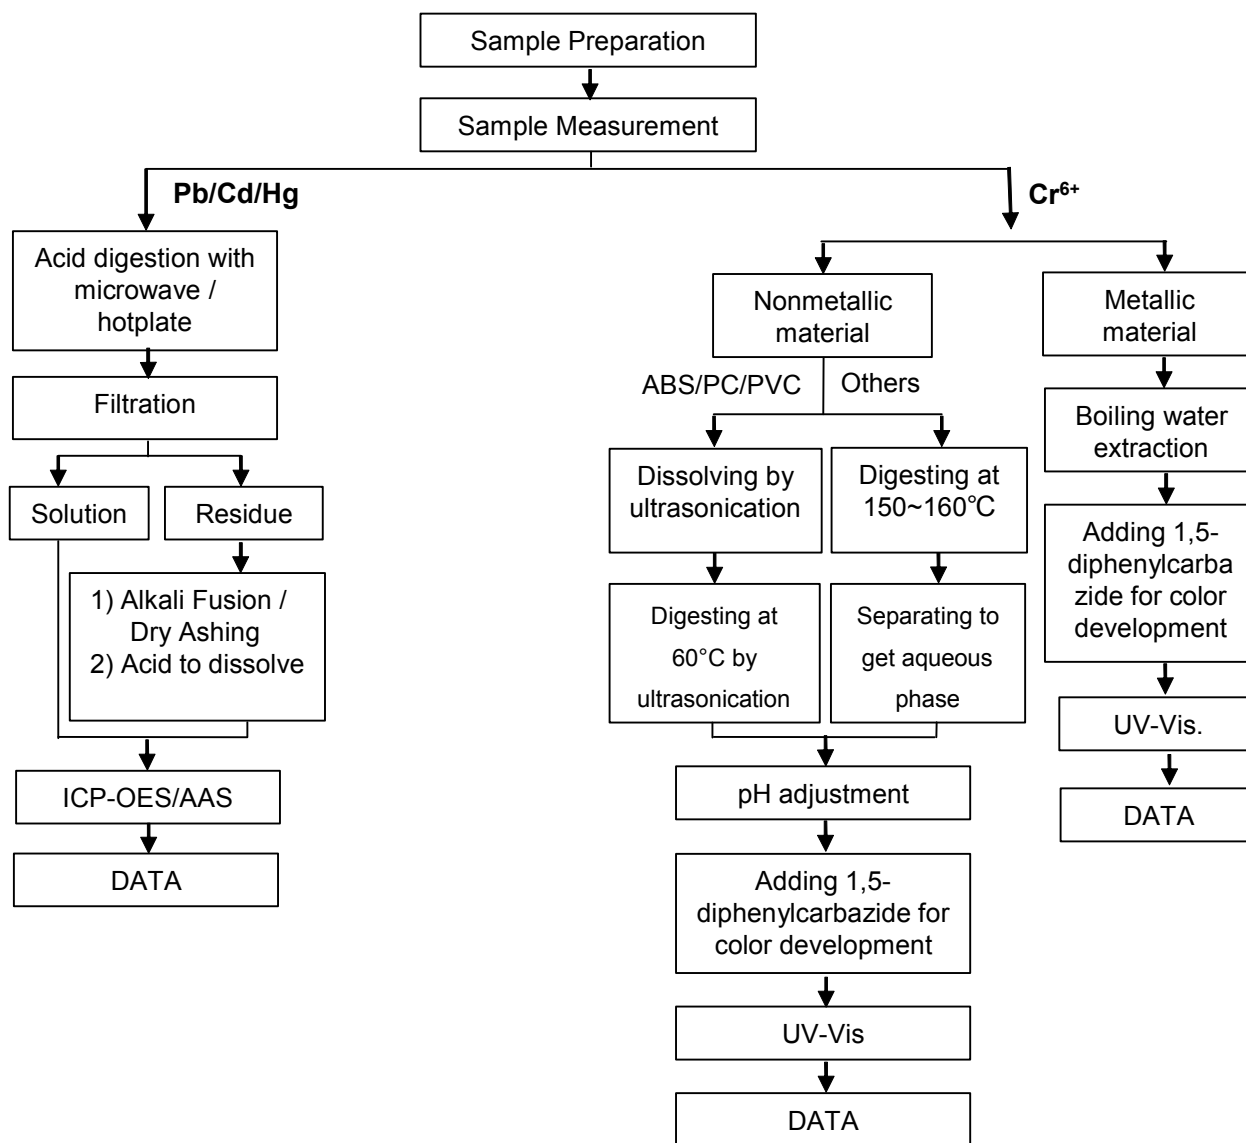 Sample Preparation
Sample Measurement
Pb/Cd/Hg
Cr⁶⁺
Acid digestion with
microwave /
hotplate
Filtration
Solution
Residue
1) Alkali Fusion /
Dry Ashing
2) Acid to dissolve
ICP-OES/AAS
DATA
Nonmetallic
material
ABS/PC/PVC
Others
Dissolving by
ultrasonication
Digesting at
150~160℃
Digesting at
60°C by
ultrasonication
Separating to
get aqueous
phase
pH adjustment
Adding 1,5-
diphenylcarbazide for
color development
UV-Vis
DATA
Metallic
material
Boiling water
extraction
Adding 1,5-
diphenylcarba
zide for color
development
UV-Vis.
DATA